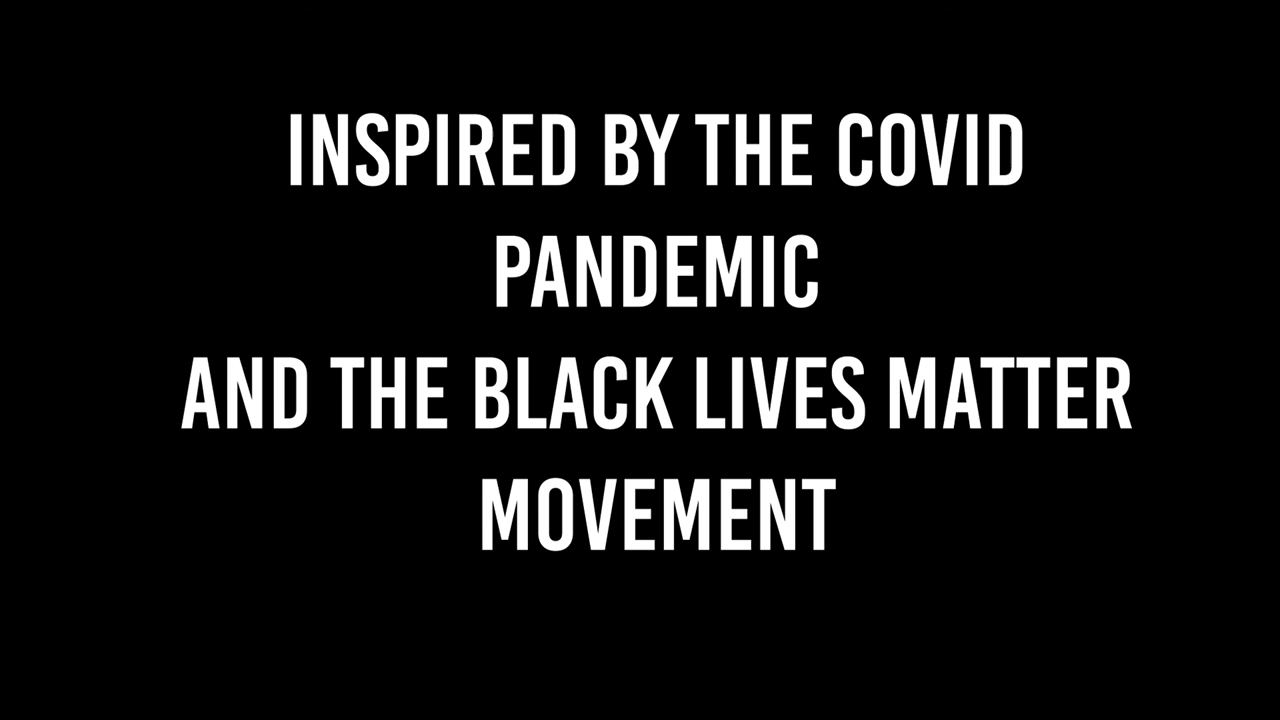 INSPIRED BY THE COVID
PANDEMIC
AND THE BLACK LIVES MATTER
MOVEMENT